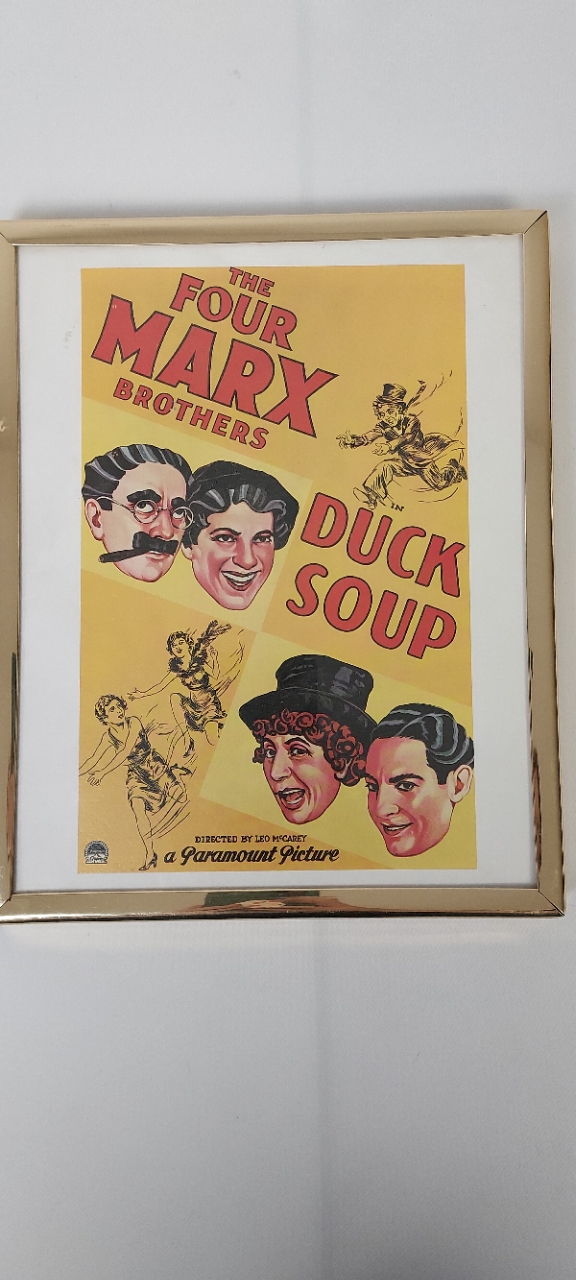 THE
FOUR
MARX
BROTHERS
IN
DUCK
SOUP
DIRECTED BY LEO McCAREY
a Paramount Picture